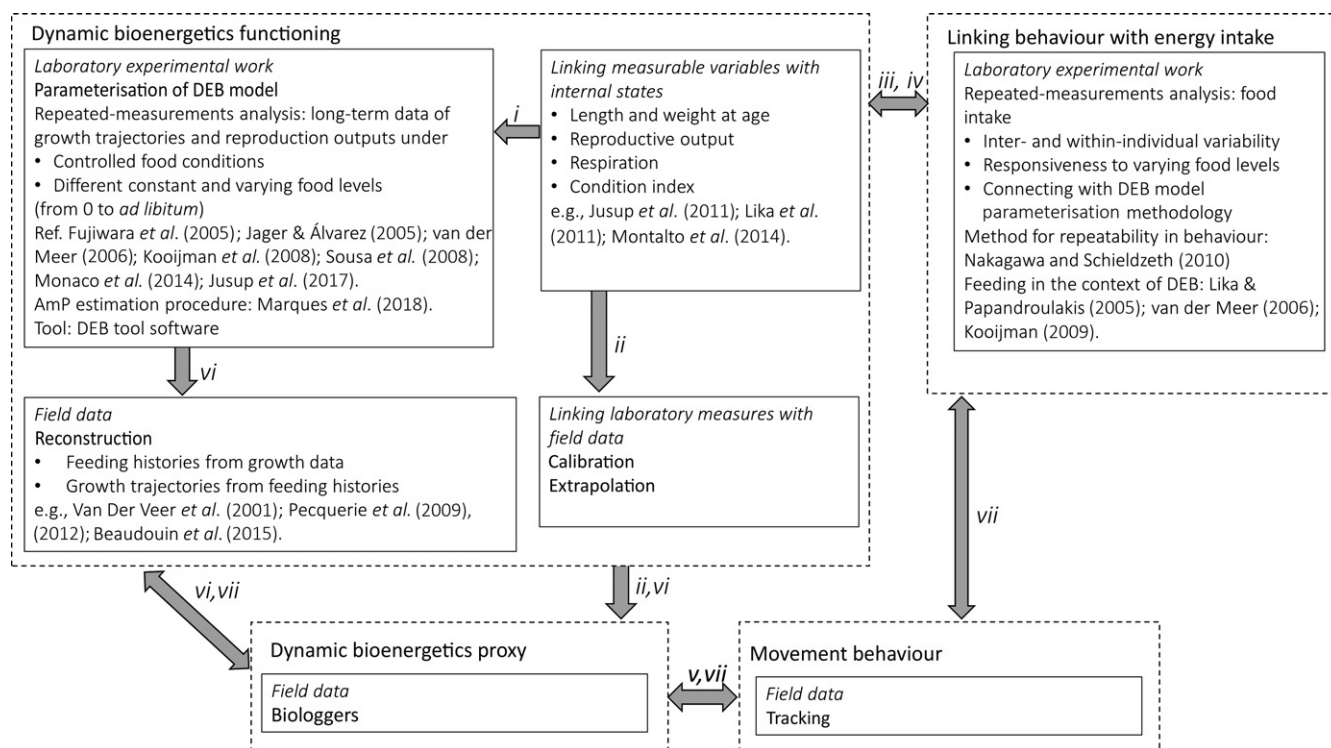 Dynamic bioenergetics functioning
Laboratory experimental work
Parameterisation of DEB model
Repeated-measurements analysis: long-term data of
growth trajectories and reproduction outputs under
• Controlled food conditions
• Different constant and varying food levels
(from 0 to ad libitum)
Ref. Fujiwara et al. (2005); Jager & Álvarez (2005); van der
Meer (2006); Kooijman et al. (2008); Sousa et al. (2008);
Monaco et al. (2014); Jusup et al. (2017).
AmP estimation procedure: Marques et al. (2018).
Tool: DEB tool software
i
Linking measurable variables with
internal states
• Length and weight at age
• Reproductive output
• Respiration
• Condition index
e.g., Jusup et al. (2011); Lika et al.
(2011); Montalto et al. (2014).
iii, iv
Linking behaviour with energy intake
Laboratory experimental work
Repeated-measurements analysis: food
intake
• Inter- and within-individual variability
• Responsiveness to varying food levels
• Connecting with DEB model
parameterisation methodology
Method for repeatability in behaviour:
Nakagawa and Schieldzeth (2010)
Feeding in the context of DEB: Lika &
Papandroulakis (2005); van der Meer (2006);
Kooijman (2009).
vi
ii
Field data
Reconstruction
• Feeding histories from growth data
• Growth trajectories from feeding histories
e.g., Van Der Veer et al. (2001); Pecquerie et al. (2009),
(2012); Beaudouin et al. (2015).
Linking laboratory measures with
field data
Calibration
Extrapolation
vii
vi,vii
ii,vi
Dynamic bioenergetics proxy
Field data
Biologgers
v,vii
Movement behaviour
Field data
Tracking